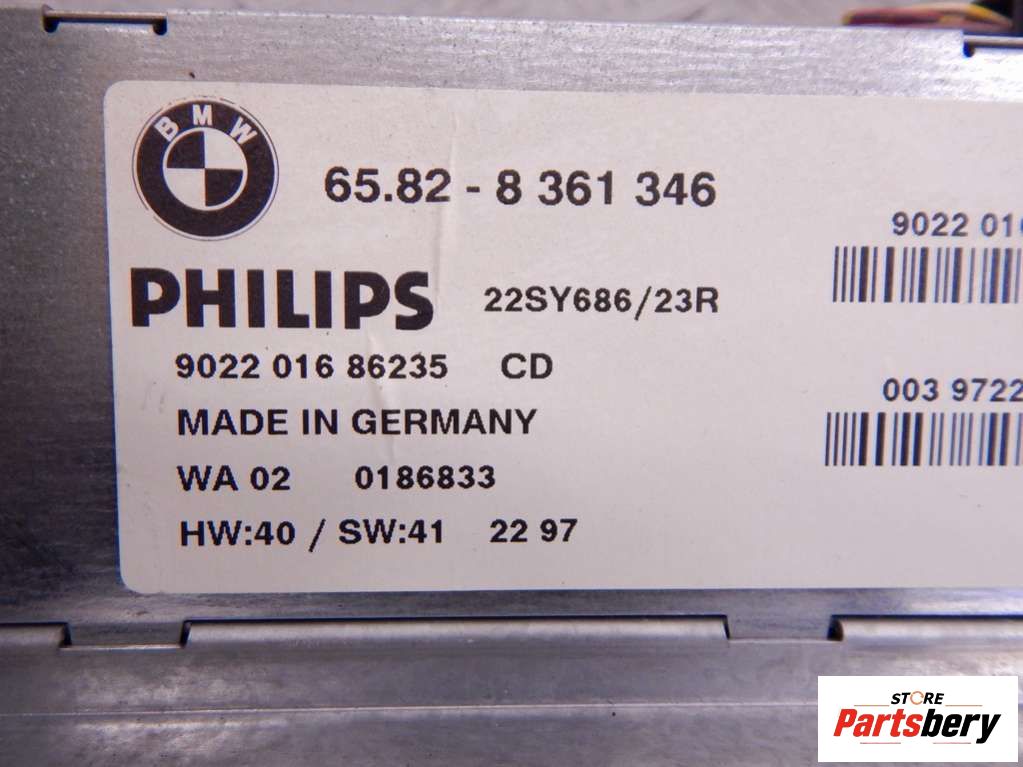 BMW
65.82 - 8 361 346
PHILIPS 22SY686/23R
9022 01
9022 016 86235 CD
003 9722
MADE IN GERMANY
WA 02 0186833
HW:40 / SW:41 22 97
STORE
Partsbery